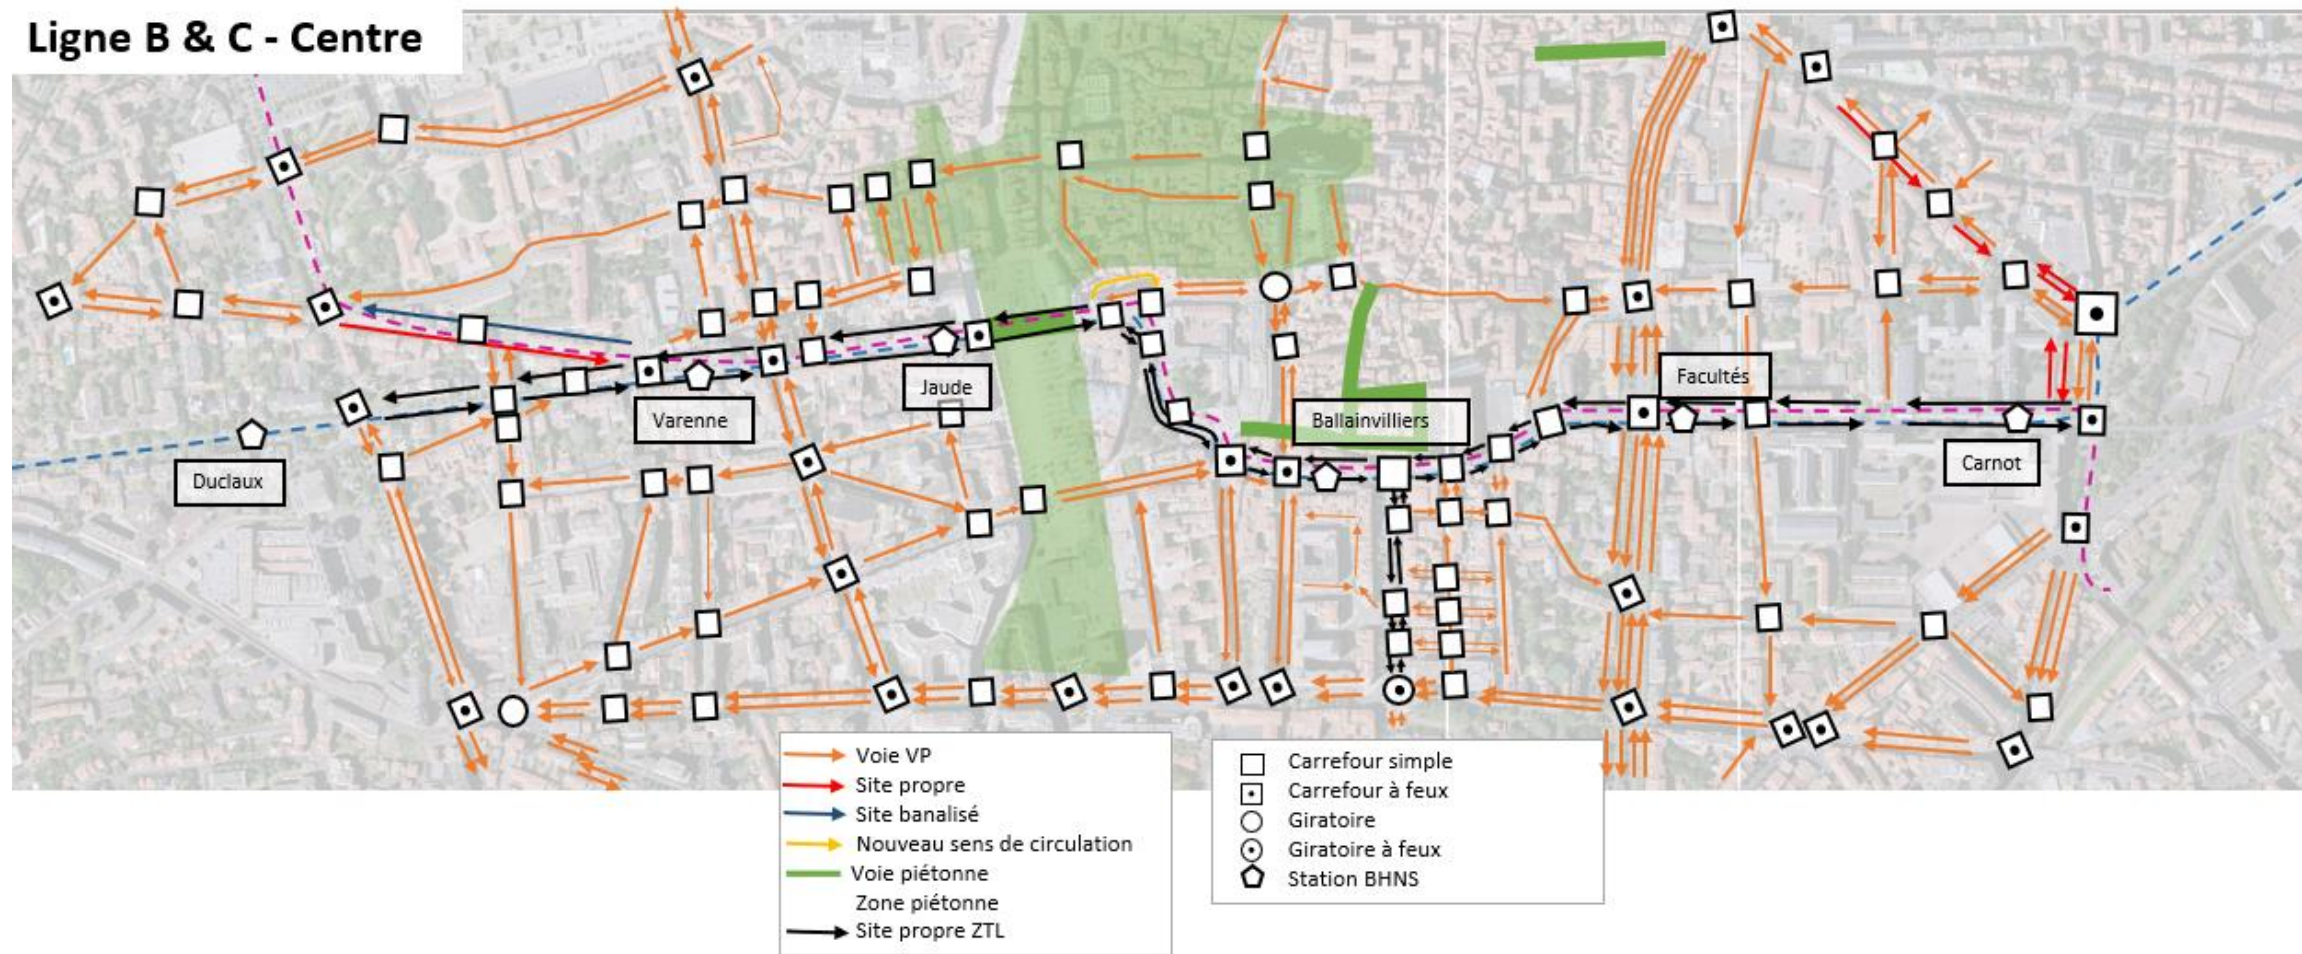 Ligne B & C - Centre
Facultés
Jaude
Varenne
Ballainvilliers
Carnot
Duclaux
Voie VP
Site propre
Site banalisé
Nouveau sens de circulation
Voie piétonne
Zone piétonne
Site propre ZTL
Carrefour simple
Carrefour à feux
Giratoire
Giratoire à feux
Station BHNS